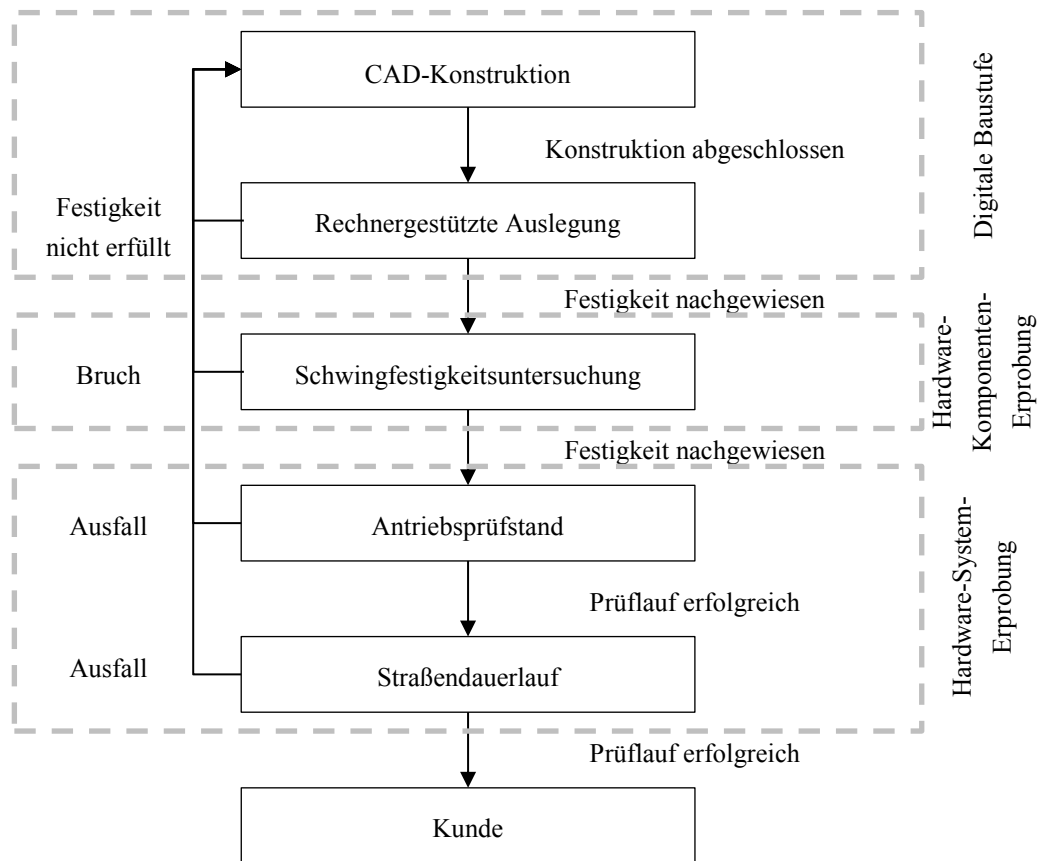 CAD-Konstruktion
Konstruktion abgeschlossen
Digitale Baustufe
Festigkeit
nicht erfüllt
Rechnergestützte Auslegung
Festigkeit nachgewiesen
Bruch
Schwingfestigkeitsuntersuchung
Hardware-
Komponenten-
Erprobung
Festigkeit nachgewiesen
Ausfall
Antriebsprüfstand
Prüflauf erfolgreich
Hardware-System-
Erprobung
Ausfall
Straßendauerlauf
Prüflauf erfolgreich
Kunde